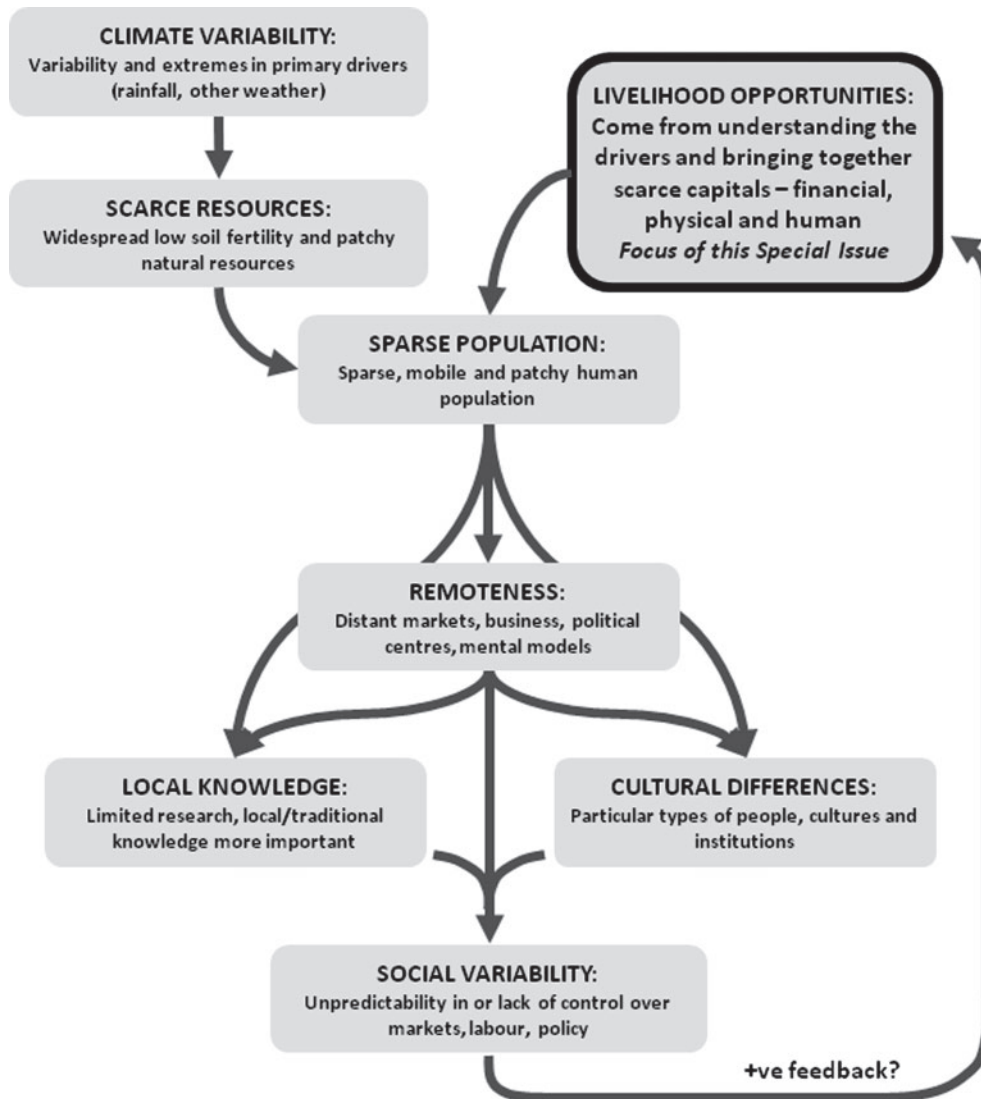 CLIMATE VARIABILITY:
Variability and extremes in primary drivers
(rainfall, other weather)
LIVELIHOOD OPPORTUNITIES:
Come from understanding the
drivers and bringing together
scarce capitals – financial,
physical and human
Focus of this Special Issue
SCARCE RESOURCES:
Widespread low soil fertility and patchy
natural resources
SPARSE POPULATION:
Sparse, mobile and patchy human
population
REMOTENESS:
Distant markets, business, political
centres, mental models
LOCAL KNOWLEDGE:
Limited research, local/traditional
knowledge more important
CULTURAL DIFFERENCES:
Particular types of people, cultures and
institutions
SOCIAL VARIABILITY:
Unpredictability in or lack of control over
markets, labour, policy
+ve feedback?